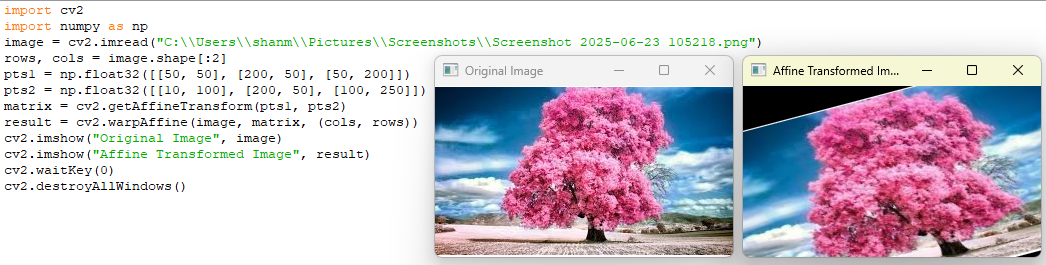 import cv2
import numpy as np
image = cv2.imread("C:\\Users\\shanm\\Pictures\\Screenshots\\Screenshot 2025-06-23 105218.png")
rows, cols = image.shape[:2]
pts1 = np.float32([[50, 50], [200, 50], [50, 200]])
pts2 = np.float32([[10, 100], [200, 50], [100, 250]])
matrix = cv2.getAffineTransform(pts1, pts2)
result = cv2.warpAffine(image, matrix, (cols, rows))
cv2.imshow("Original Image", image)
cv2.imshow("Affine Transformed Image", result)
cv2.waitKey(0)
cv2.destroyAllWindows()
Original Image
Affine Transformed Im...